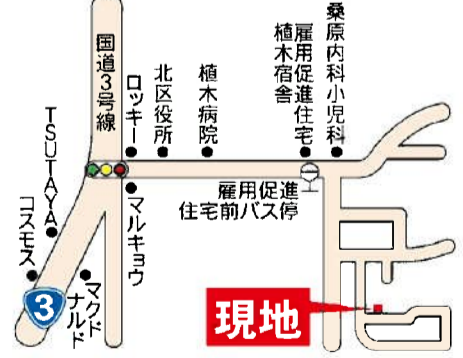 国道3号線
ロッキー
北区役所
植木病院
雇用促進住宅
植木宿舎
桑原内科小児科
TSUTAYA
コスモス
3
マクド
ナルド
マルキョウ
雇用促進
住宅前バス停
現地